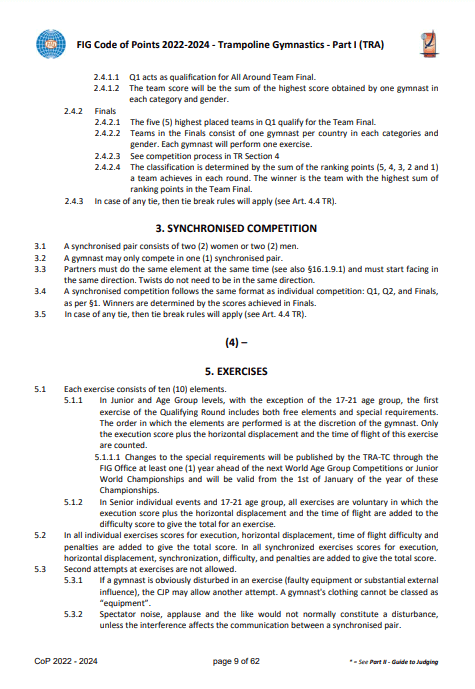 FIG Code of Points 2022-2024 - Trampoline Gymnastics - Part I (TRA)
2.4.1.1 Q1 acts as qualification for All Around Team Final.
2.4.1.2 The team score will be the sum of the highest score obtained by one gymnast in
each category and gender.
2.4.2 Finals
2.4.2.1 The five (5) highest placed teams in Q1 qualify for the Team Final.
2.4.2.2 Teams in the Finals consist of one gymnast per country in each categories and
gender. Each gymnast will perform one exercise.
2.4.2.3 See competition process in TR Section 4
2.4.2.4 The classification is determined by the sum of the ranking points (5, 4, 3, 2 and 1)
a team achieves in each round. The winner is the team with the highest sum of
ranking points in the Team Final.
2.4.3 In case of any tie, then tie break rules will apply (see Art. 4.4 TR).
3. SYNCHRONISED COMPETITION
3.1 A synchronised pair consists of two (2) women or two (2) men.
3.2 A gymnast may only compete in one (1) synchronised pair.
3.3 Partners must do the same element at the same time (see also §16.1.9.1) and must start facing in
the same direction. Twists do not need to be in the same direction.
3.4 A synchronised competition follows the same format as individual competition: Q1, Q2, and Finals,
as per §1. Winners are determined by the scores achieved in Finals.
3.5 In case of any tie, then tie break rules will apply (see Art. 4.4 TR).
(4) –
5. EXERCISES
5.1 Each exercise consists of ten (10) elements.
5.1.1 In Junior and Age Group levels, with the exception of the 17-21 age group, the first
exercise of the Qualifying Round includes both free elements and special requirements.
The order in which the elements are performed is at the discretion of the gymnast. Only
the execution score plus the horizontal displacement and the time of flight of this exercise
are counted.
5.1.1.1 Changes to the special requirements will be published by the TRA-TC through the
FIG Office at least one (1) year ahead of the next World Age Group Competitions or Junior
World Championships and will be valid from the 1st of January of the year of these
Championships.
5.1.2 In Senior individual events and 17-21 age group, all exercises are voluntary in which the
execution score plus the horizontal displacement and the time of flight are added to the
difficulty score to give the total for an exercise.
5.2 In all individual exercises scores for execution, horizontal displacement, time of flight difficulty and
penalties are added to give the total score. In all synchronized exercises scores for execution,
horizontal displacement, synchronization, difficulty, and penalties are added to give the total score.
5.3 Second attempts at exercises are not allowed.
5.3.1 If a gymnast is obviously disturbed in an exercise (faulty equipment or substantial external
influence), the CJP may allow another attempt. A gymnast's clothing cannot be classed as
"equipment".
5.3.2 Spectator noise, applause and the like would not normally constitute a disturbance,
unless the interference affects the communication between a synchronised pair.
CoP 2022 - 2024 page 9 of 62 * = See Part II - Guide to Judging